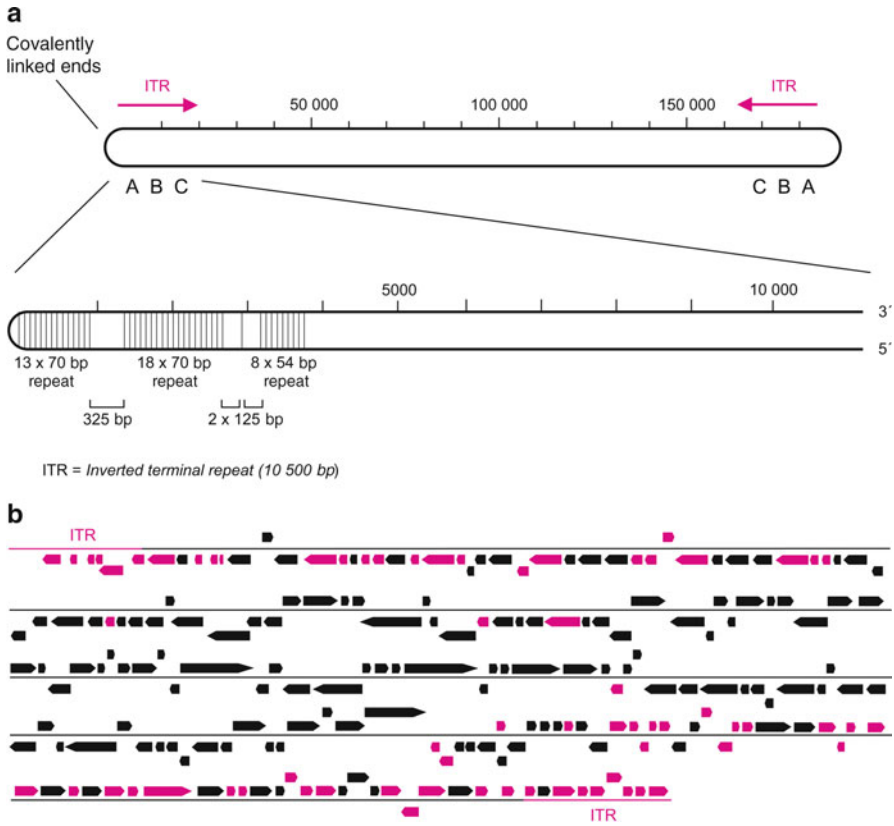 a
Covalently
linked ends
ITR
ITR
50 000
100 000
150 000
A B C
C B A
5000
10 000
3´
5´
13 x 70 bp
repeat
18 x 70 bp
repeat
8 x 54 bp
repeat
325 bp
2 x 125 bp
ITR = Inverted terminal repeat (10 500 bp)
b
ITR
ITR